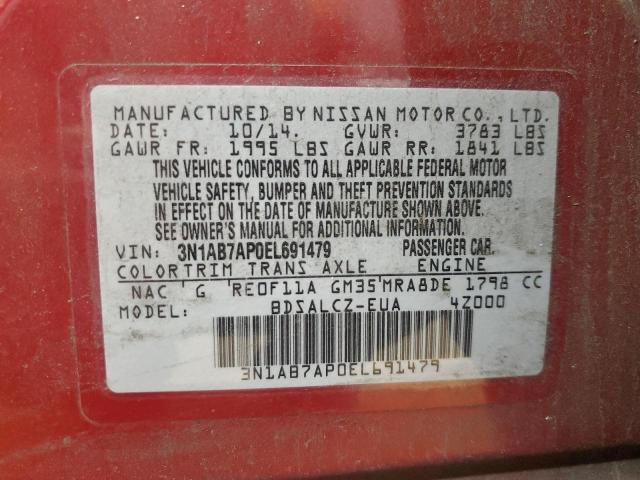 MANUFACTURED BY NISSAN MOTOR CO., LTD.
DATE: 10/14. GVWR: 3783 LBS
GAWR FR: 1995 LBS GAWR RR: 1841 LBS
THIS VEHICLE CONFORMS TO ALL APPLICABLE FEDERAL MOTOR
VEHICLE SAFETY, BUMPER AND THEFT PREVENTION STANDARDS
IN EFFECT ON THE DATE OF MANUFACTURE SHOWN ABOVE.
SEE OWNER'S MANUAL FOR ADDITIONAL INFORMATION.
VIN: 3N1AB7AP0EL691479 PASSENGER CAR.
COLOR TRIM TRANS AXLE ENGINE
NAC G RE0F11A GM35 MRA8DE 1798 CC
MODEL: BDSALCZ-EUA 4Z000
3N1AB7AP0EL691479